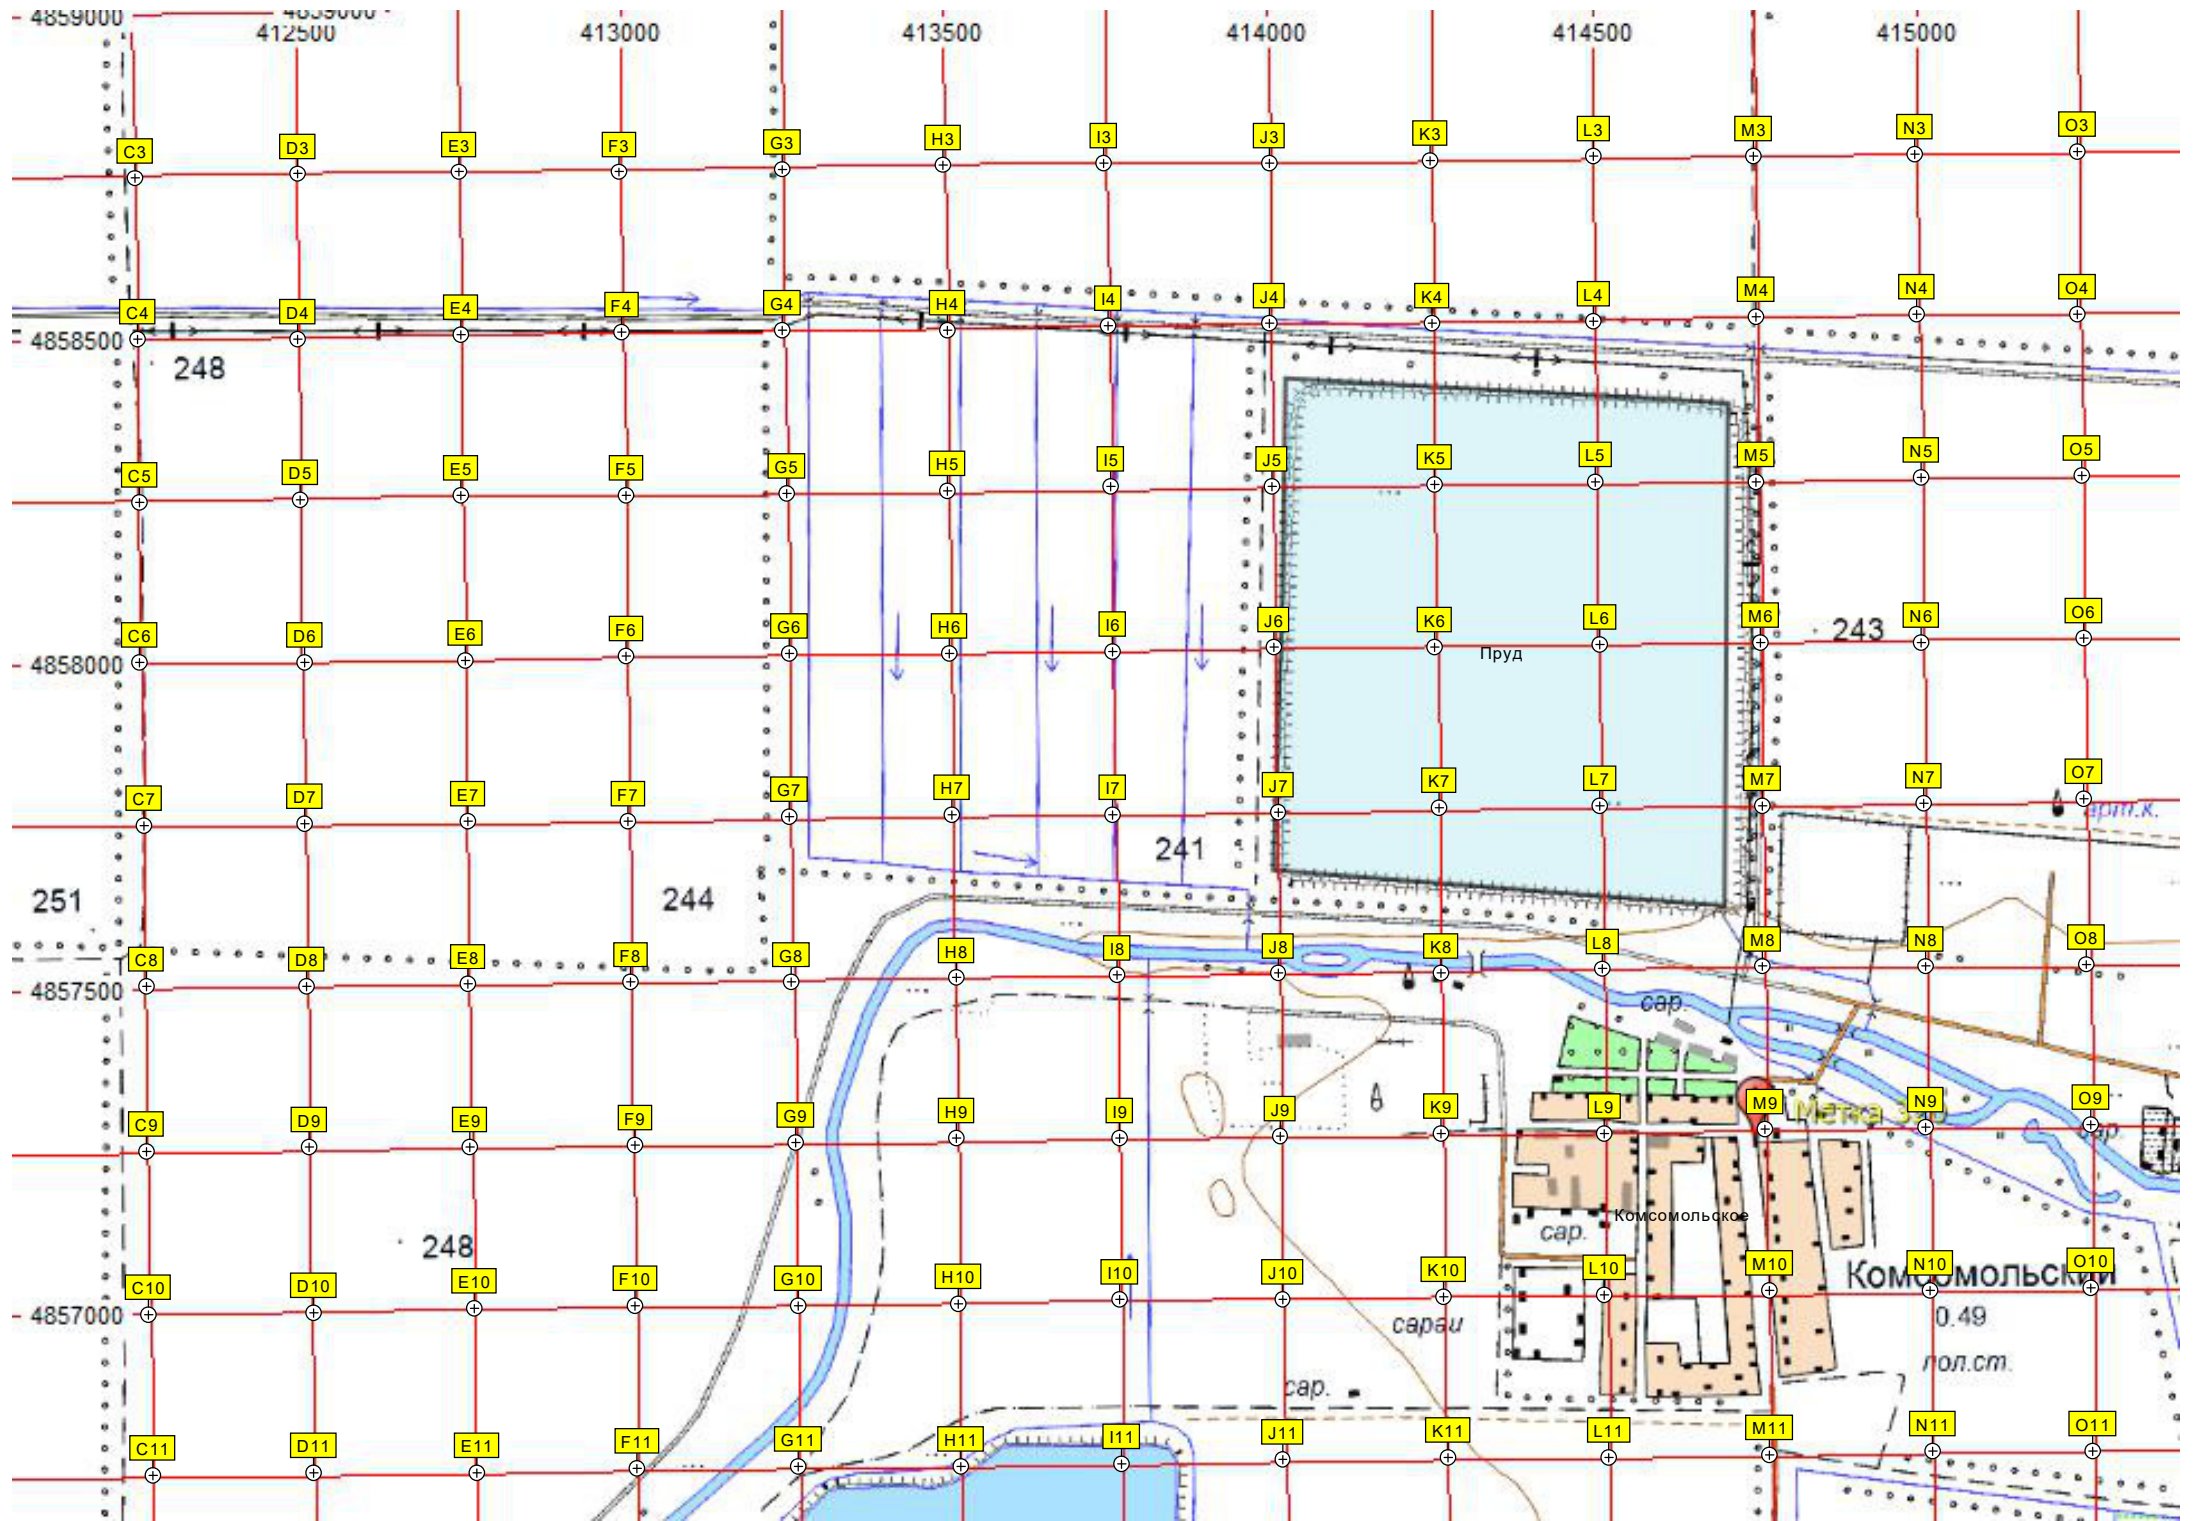 4859000 4859000
412500 413000 413500 414000 414500 415000
C3 D3 E3 F3 G3 H3 I3 J3 K3 L3 M3 N3 O3
C4 D4 E4 F4 G4 H4 I4 J4 K4 L4 M4 N4 O4
4858500
248
C5 D5 E5 F5 G5 H5 I5 J5 K5 L5 M5 N5 O5
C6 D6 E6 F6 G6 H6 I6 J6 K6 L6 M6 N6 O6
243
4858000
Пруд
C7 D7 E7 F7 G7 H7 I7 J7 K7 L7 M7 N7 O7
арт.к.
241
251 244
C8 D8 E8 F8 G8 H8 I8 J8 K8 L8 M8 N8 O8
4857500
сар.
C9 D9 E9 F9 G9 H9 I9 J9 K9 L9 M9 N9 O9
Метка
сар.
Комсомольское
сар.
248
C10 D10 E10 F10 G10 H10 I10 J10 K10 L10 M10 N10 O10
Комсомольский
4857000
0.49
сараи
пол.ст.
сар.
C11 D11 E11 F11 G11 H11 I11 J11 K11 L11 M11 N11 O11